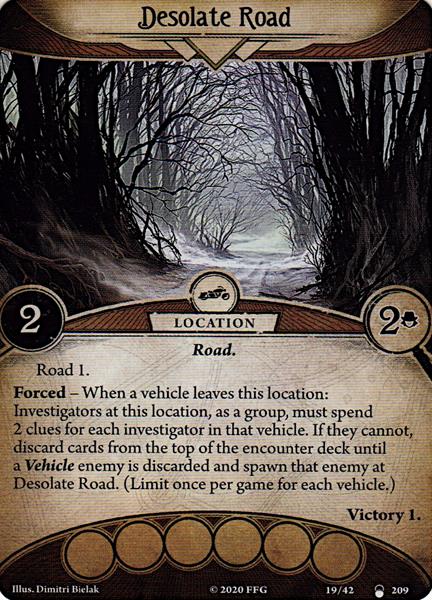 Desolate Road
2
2
LOCATION
Road.
Road 1.
Forced – When a vehicle leaves this location:
Investigators at this location, as a group, must spend
2 clues for each investigator in that vehicle. If they cannot,
discard cards from the top of the encounter deck until
a Vehicle enemy is discarded and spawn that enemy at
Desolate Road. (Limit once per game for each vehicle.)
Victory 1.
Illus. Dimitri Bielak © 2020 FFG 19/42 209